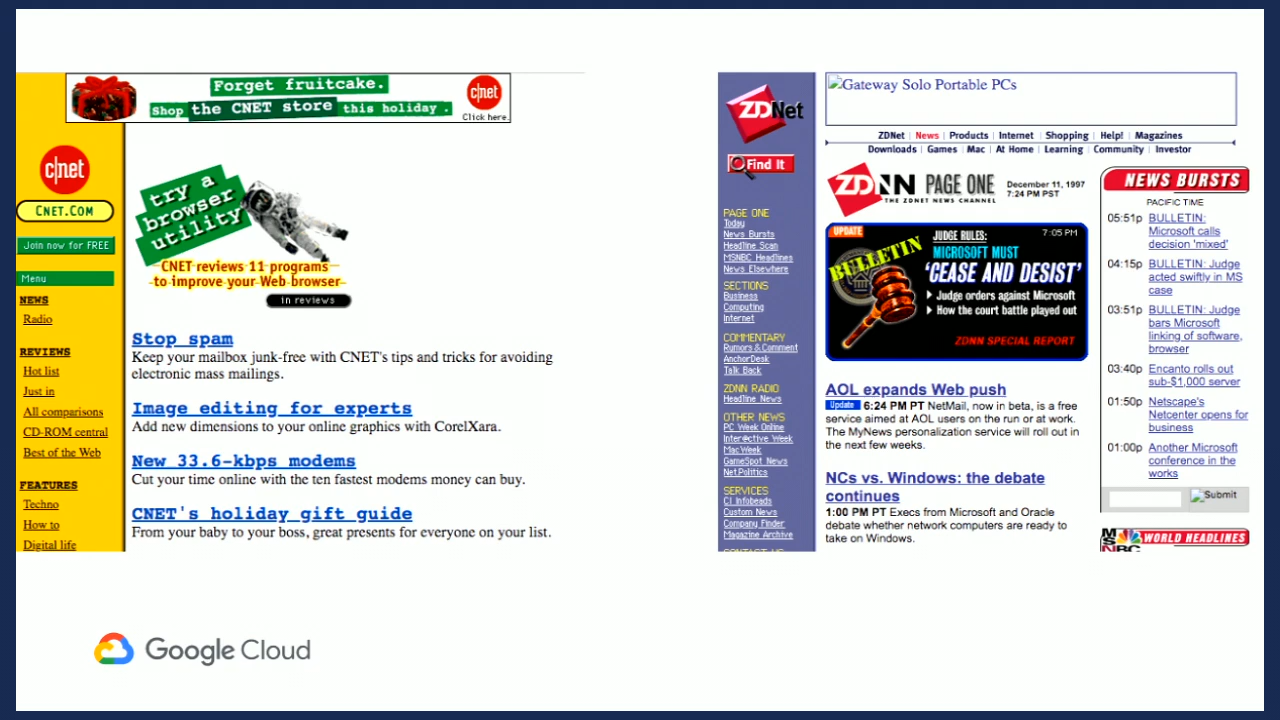 Forget fruitcake.
Shop the CNET store this holiday.
c|net
Click here.
c|net
CNET.COM
Join now for FREE
Menu
NEWS
Radio
REVIEWS
Hot list
Just in
All comparisons
CD-ROM central
Best of the Web
FEATURES
Techno
How to
Digital life
try a
browser
utility
CNET reviews 11 programs
to improve your Web browser
in reviews
Stop spam
Keep your mailbox junk-free with CNET's tips and tricks for avoiding
electronic mass mailings.
Image editing for experts
Add new dimensions to your online graphics with CorelXara.
New 33.6-kbps modems
Cut your time online with the ten fastest modems money can buy.
CNET's holiday gift guide
From your baby to your boss, great presents for everyone on your list.
ZDNet
Find It
PAGE ONE
Today
News Bursts
Headline Scan
MSNBC Headlines
News Elsewhere
SECTIONS
Business
Computing
Internet
COMMENTARY
Rumors & Comment
AnchorDesk
Talk Back
ZDNN RADIO
Headline News
OTHER NEWS
PC Week Online
Inter@ctive Week
MacWeek
GameSpot News
Net.Politics
SERVICES
C.I. Infobeads
Custom News
Company Finder
Magazine Archive
CONTACT US
Gateway Solo Portable PCs
ZDNet | News | Products | Internet | Shopping | Help! | Magazines
Downloads | Games | Mac | At Home | Learning | Community | Investor
ZDNN PAGE ONE
THE ZDNET NEWS CHANNEL
December 11, 1997
7:24 PM PST
UPDATE
7:05 PM
BULLETIN
JUDGE RULES:
MICROSOFT MUST
'CEASE AND DESIST'
Judge orders against Microsoft
How the court battle played out
ZDNN SPECIAL REPORT
AOL expands Web push
Update 6:24 PM PT NetMail, now in beta, is a free
service aimed at AOL users on the run or at work.
The MyNews personalization service will roll out in
the next few weeks.
NCs vs. Windows: the debate
continues
1:00 PM PT Execs from Microsoft and Oracle
debate whether network computers are ready to
take on Windows.
NEWS BURSTS
PACIFIC TIME
05:51p BULLETIN:
Microsoft calls
decision 'mixed'
04:15p BULLETIN: Judge
acted swiftly in MS
case
03:51p BULLETIN: Judge
bars Microsoft
linking of software,
browser
03:40p Encanto rolls out
sub-$1,000 server
01:50p Netscape's
Netcenter opens for
business
01:00p Another Microsoft
conference in the
works
Submit
MSNBC WORLD HEADLINES
Google Cloud